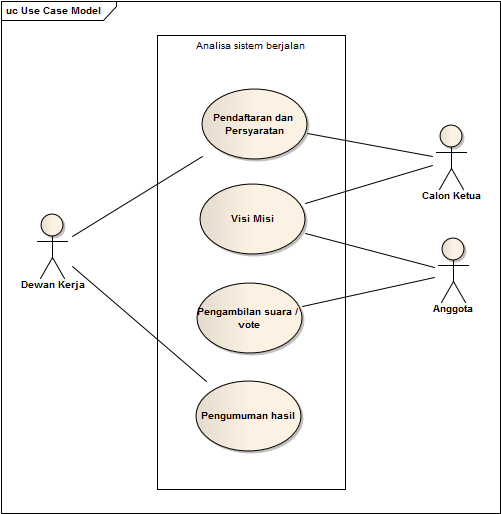 uc Use Case Model
Analisa sistem berjalan
Pendaftaran dan
Persyaratan
Calon Ketua
Visi Misi
Dewan Kerja
Anggota
Pengambilan suara /
vote
Pengumuman hasil